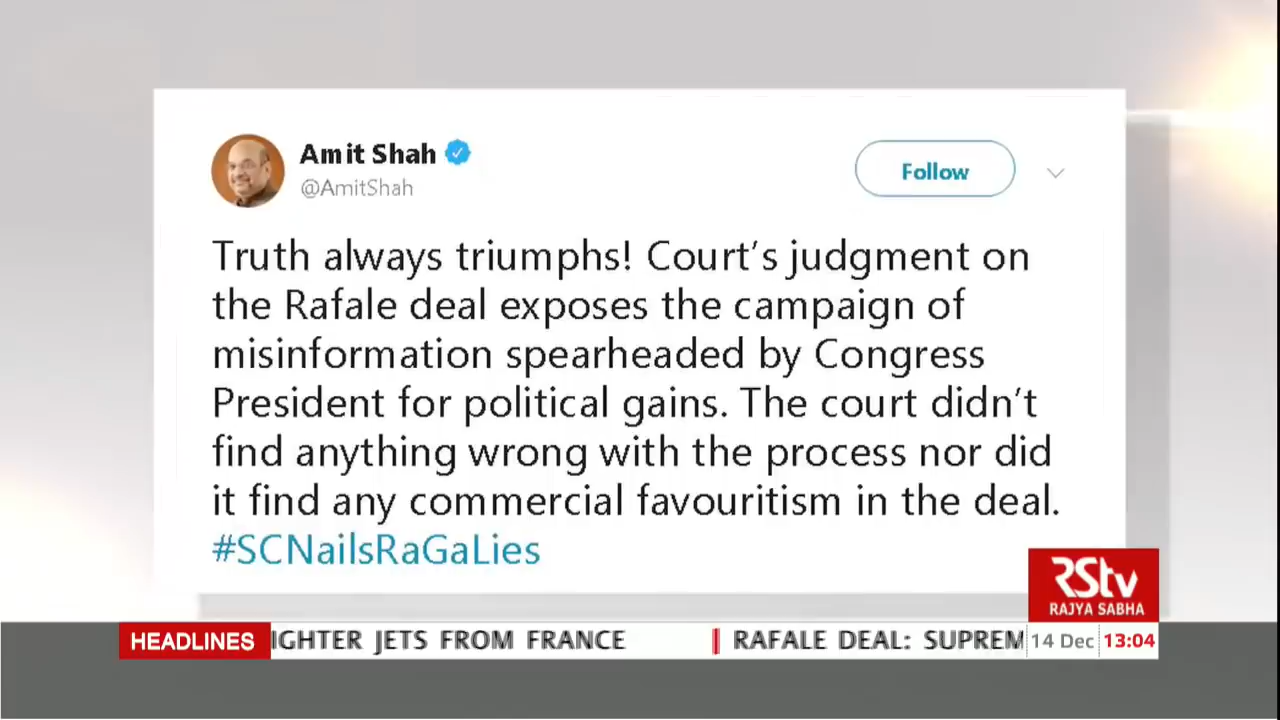 Amit Shah
@AmitShah
Follow
Truth always triumphs! Court's judgment on
the Rafale deal exposes the campaign of
misinformation spearheaded by Congress
President for political gains. The court didn't
find anything wrong with the process nor did
it find any commercial favouritism in the deal.
#SCNailsRaGaLies
RStv
RAJYA SABHA
HEADLINES IGHTER JETS FROM FRANCE | RAFALE DEAL: SUPREM 14 Dec 13:04